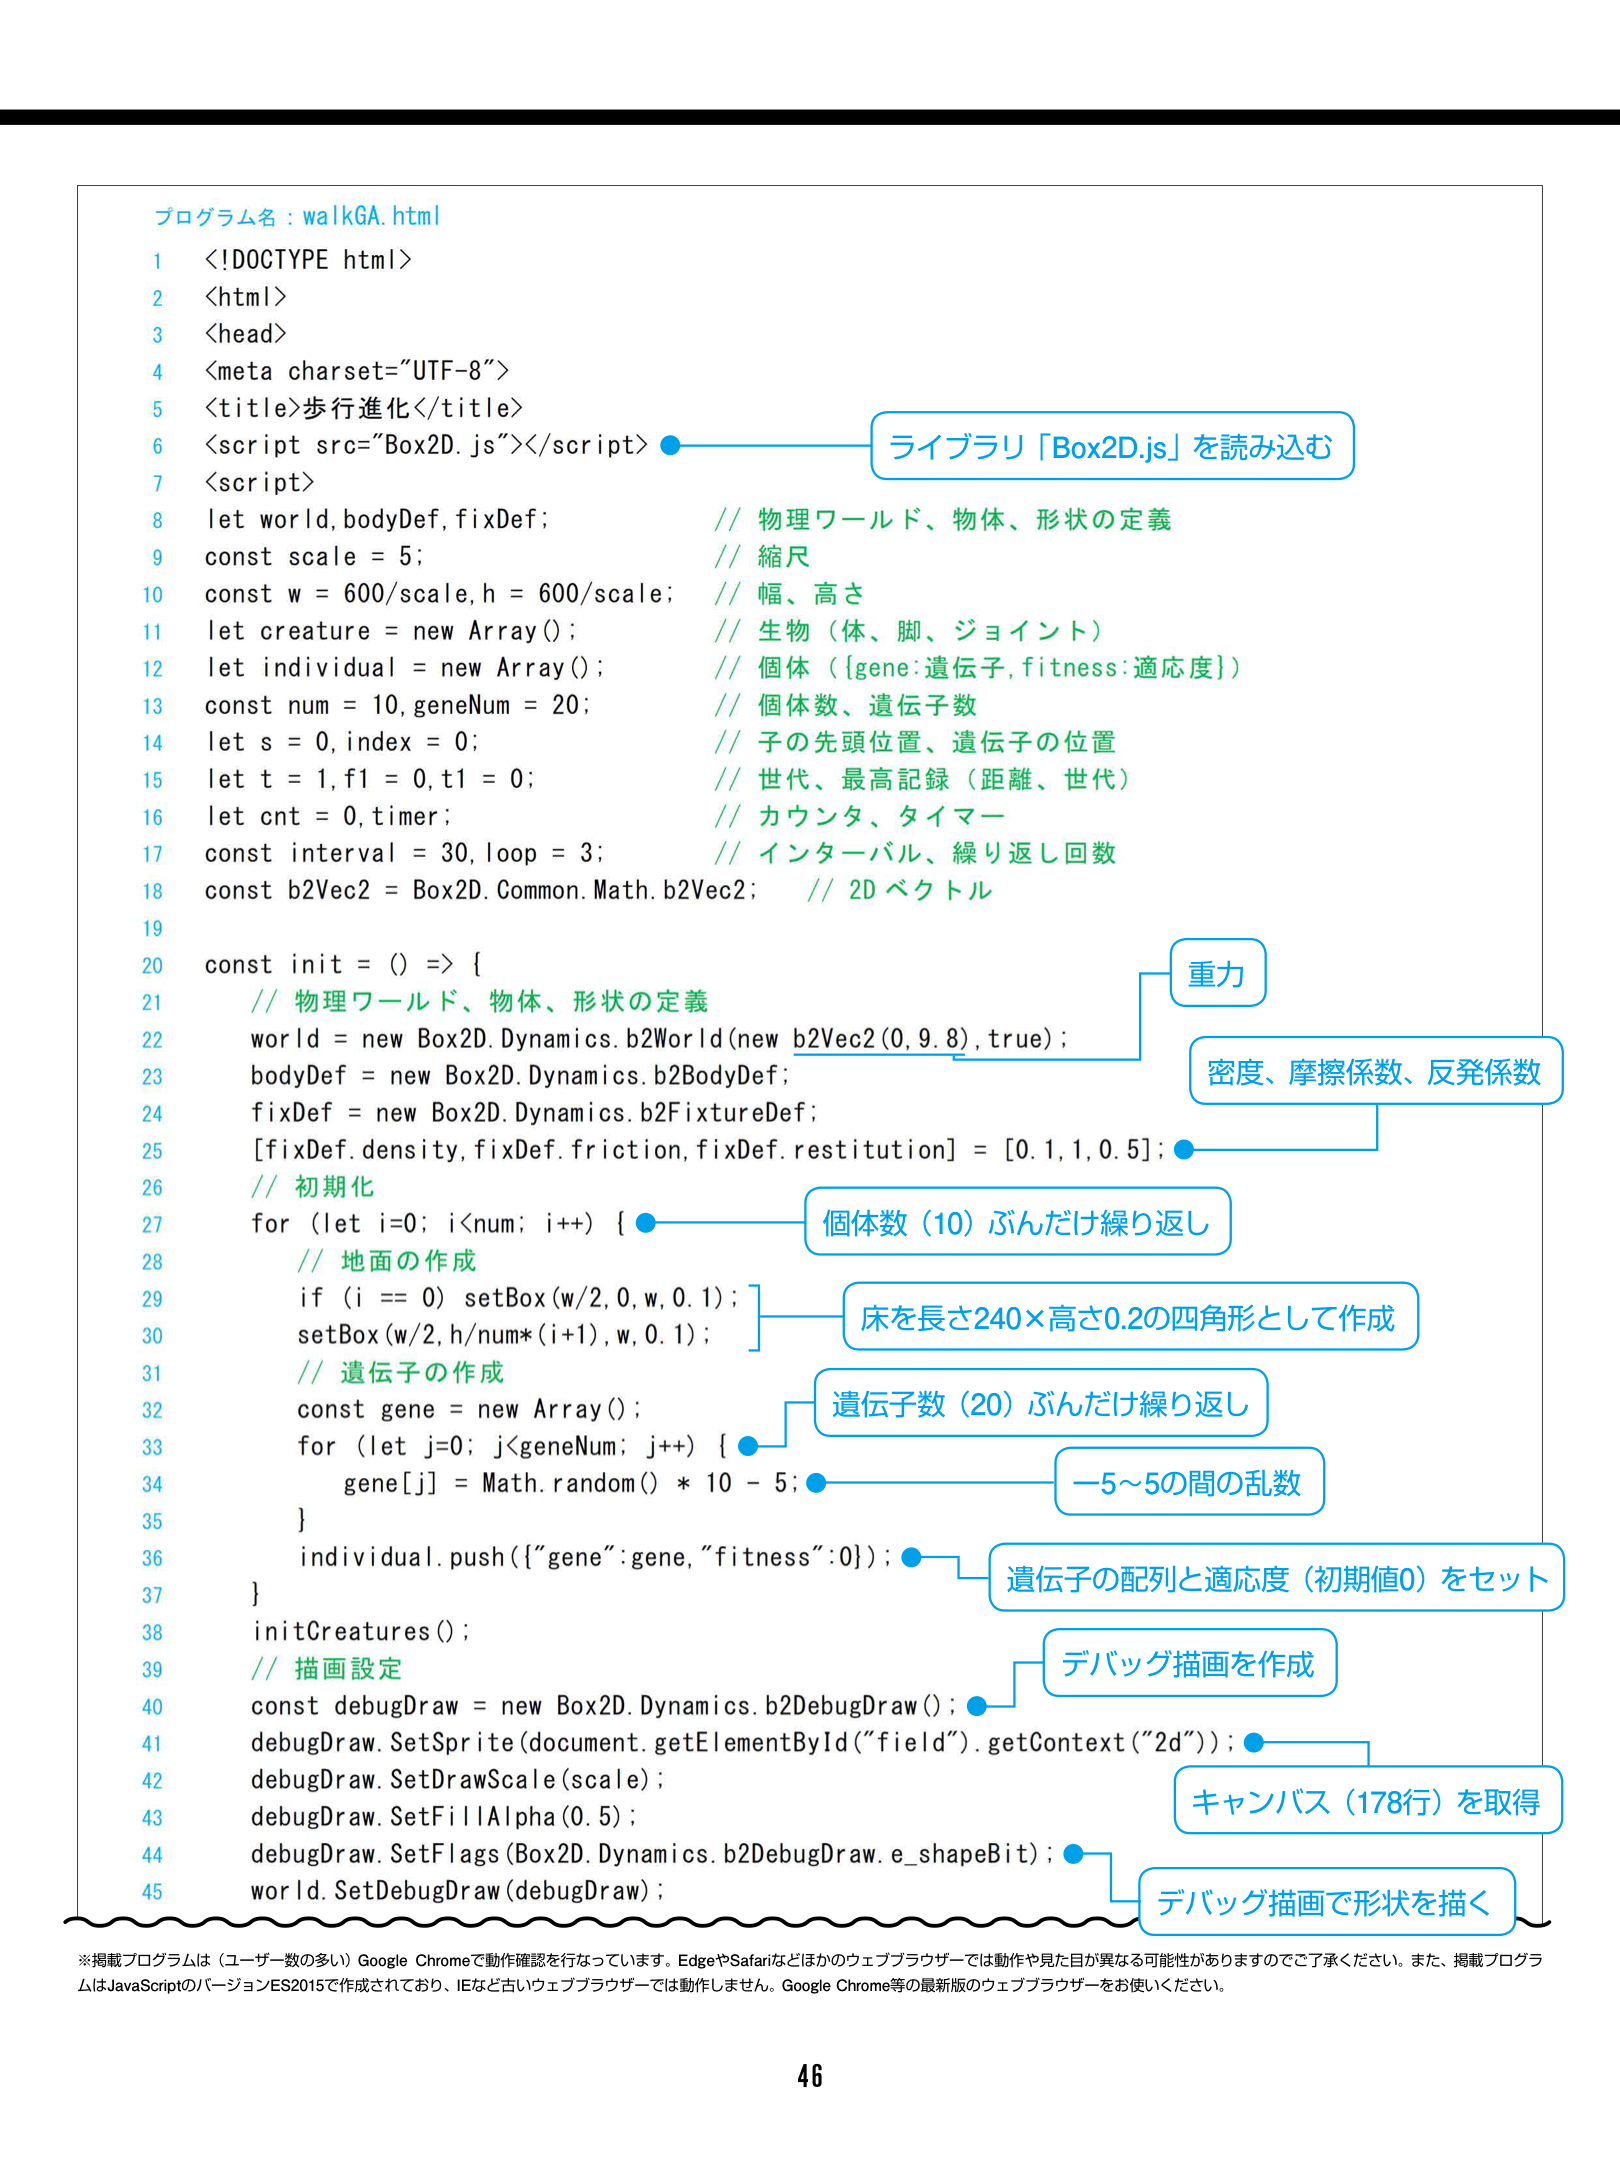 プログラム名：walkGA.html
1 <!DOCTYPE html>
2 <html>
3 <head>
4 <meta charset="UTF-8">
5 <title>歩行進化</title>
6 <script src="Box2D.js"></script>
ライブラリ「Box2D.js」を読み込む
7 <script>
8 let world,bodyDef,fixDef; // 物理ワールド、物体、形状の定義
9 const scale = 5; // 縮尺
10 const w = 600/scale,h = 600/scale; // 幅、高さ
11 let creature = new Array(); // 生物（体、脚、ジョイント）
12 let individual = new Array(); // 個体（{gene:遺伝子,fitness:適応度}）
13 const num = 10,geneNum = 20; // 個体数、遺伝子数
14 let s = 0,index = 0; // 子の先頭位置、遺伝子の位置
15 let t = 1,f1 = 0,t1 = 0; // 世代、最高記録（距離、世代）
16 let cnt = 0,timer; // カウンタ、タイマー
17 const interval = 30,loop = 3; // インターバル、繰り返し回数
18 const b2Vec2 = Box2D.Common.Math.b2Vec2; // 2D ベクトル
19
20 const init = () => {
重力
21 // 物理ワールド、物体、形状の定義
22 world = new Box2D.Dynamics.b2World(new b2Vec2(0,9.8),true);
密度、摩擦係数、反発係数
23 bodyDef = new Box2D.Dynamics.b2BodyDef;
24 fixDef = new Box2D.Dynamics.b2FixtureDef;
25 [fixDef.density,fixDef.friction,fixDef.restitution] = [0.1,1,0.5];
26 // 初期化
27 for (let i=0; i<num; i++) {
個体数（10）ぶんだけ繰り返し
28 // 地面の作成
29 if (i == 0) setBox(w/2,0,w,0.1);
床を長さ240×高さ0.2の四角形として作成
30 setBox(w/2,h/num*(i+1),w,0.1);
31 // 遺伝子の作成
32 const gene = new Array();
遺伝子数（20）ぶんだけ繰り返し
33 for (let j=0; j<geneNum; j++) {
34 gene[j] = Math.random() * 10 - 5;
−5〜5の間の乱数
35 }
36 individual.push({"gene":gene,"fitness":0});
遺伝子の配列と適応度（初期値0）をセット
37 }
38 initCreatures();
39 // 描画設定
デバッグ描画を作成
40 const debugDraw = new Box2D.Dynamics.b2DebugDraw();
41 debugDraw.SetSprite(document.getElementById("field").getContext("2d"));
42 debugDraw.SetDrawScale(scale);
キャンバス（178行）を取得
43 debugDraw.SetFillAlpha(0.5);
44 debugDraw.SetFlags(Box2D.Dynamics.b2DebugDraw.e_shapeBit);
45 world.SetDebugDraw(debugDraw);
デバッグ描画で形状を描く
※掲載プログラムは（ユーザー数の多い）Google Chromeで動作確認を行なっています。EdgeやSafariなどほかのウェブブラウザーでは動作や見た目が異なる可能性がありますのでご了承ください。また、掲載プログラ
ムはJavaScriptのバージョンES2015で作成されており、IEなど古いウェブブラウザーでは動作しません。Google Chrome等の最新版のウェブブラウザーをお使いください。
46